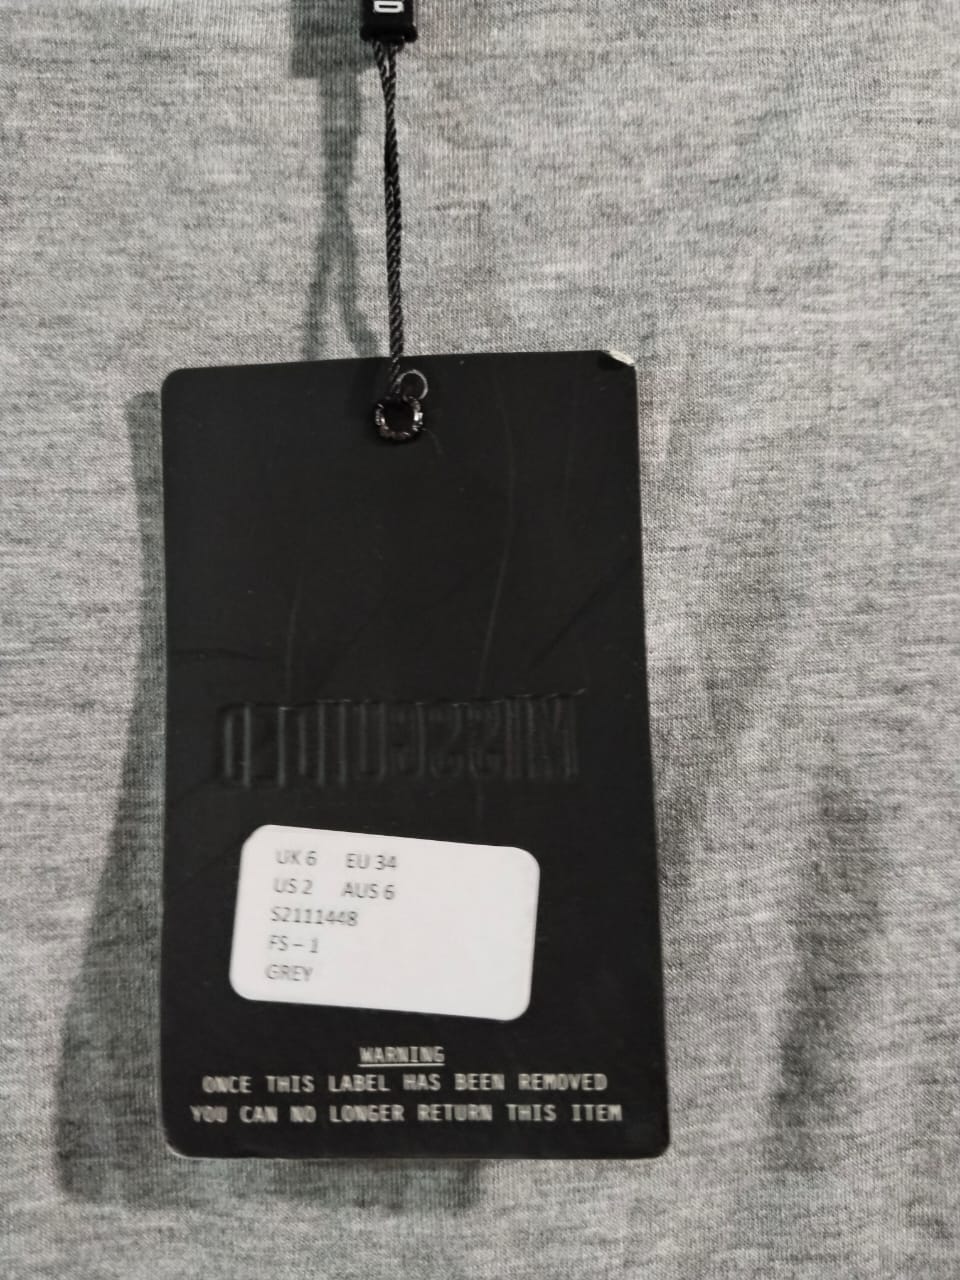 D
UK 6 EU 34
US 2 AUS 6
S2111448
FS – 1
GREY
WARNING
ONCE THIS LABEL HAS BEEN REMOVED
YOU CAN NO LONGER RETURN THIS ITEM